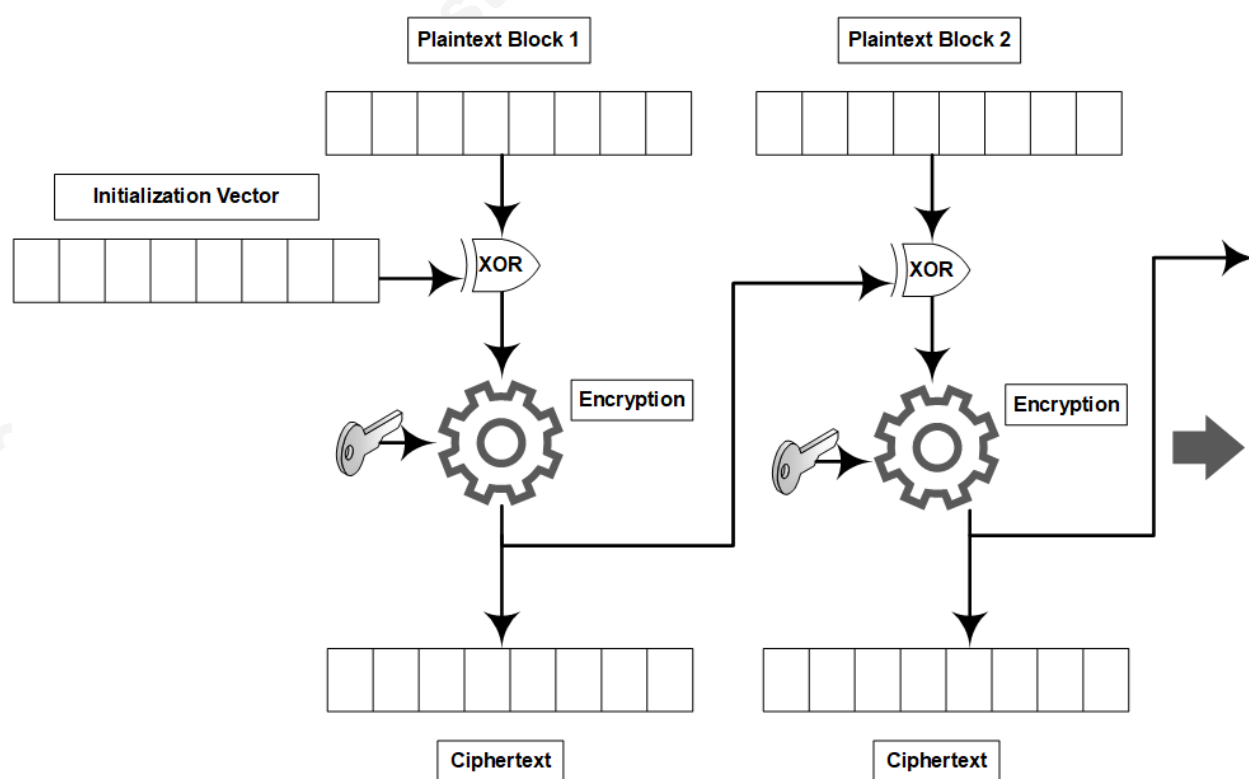 Plaintext Block 1
Plaintext Block 2
Initialization Vector
XOR
XOR
Encryption
Encryption
Ciphertext
Ciphertext